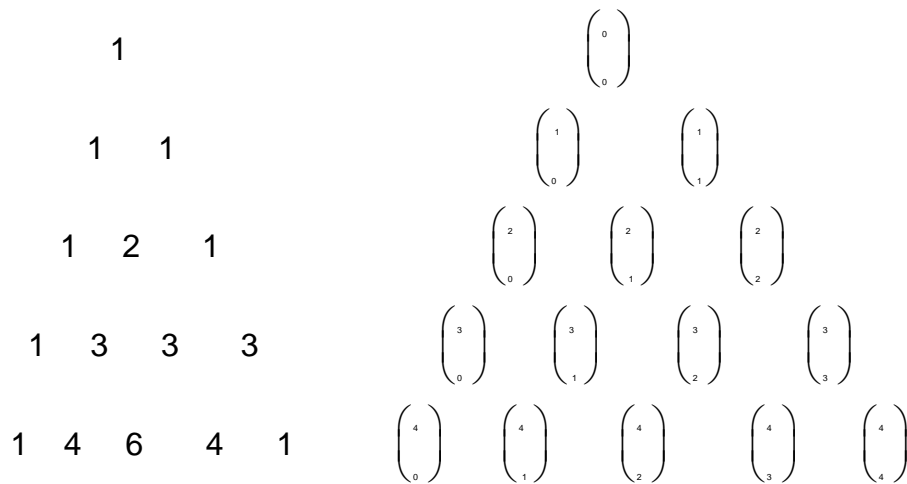 1 (0 0)
1 1 (1 0) (1 1)
1 2 1 (2 0) (2 1) (2 2)
1 3 3 3 (3 0) (3 1) (3 2) (3 3)
1 4 6 4 1 (4 0) (4 1) (4 2) (4 3) (4 4)